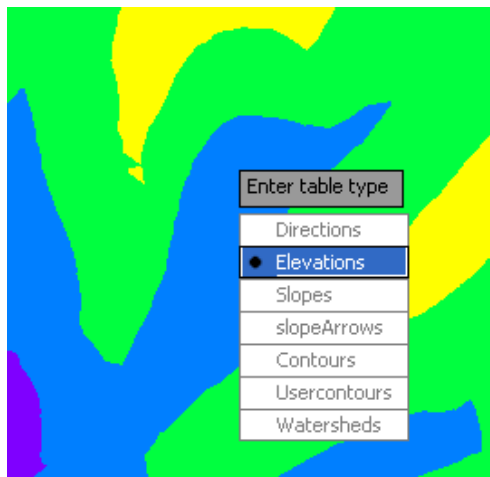 Enter table type
Directions
Elevations
Slopes
slopeArrows
Contours
Usercontours
Watersheds